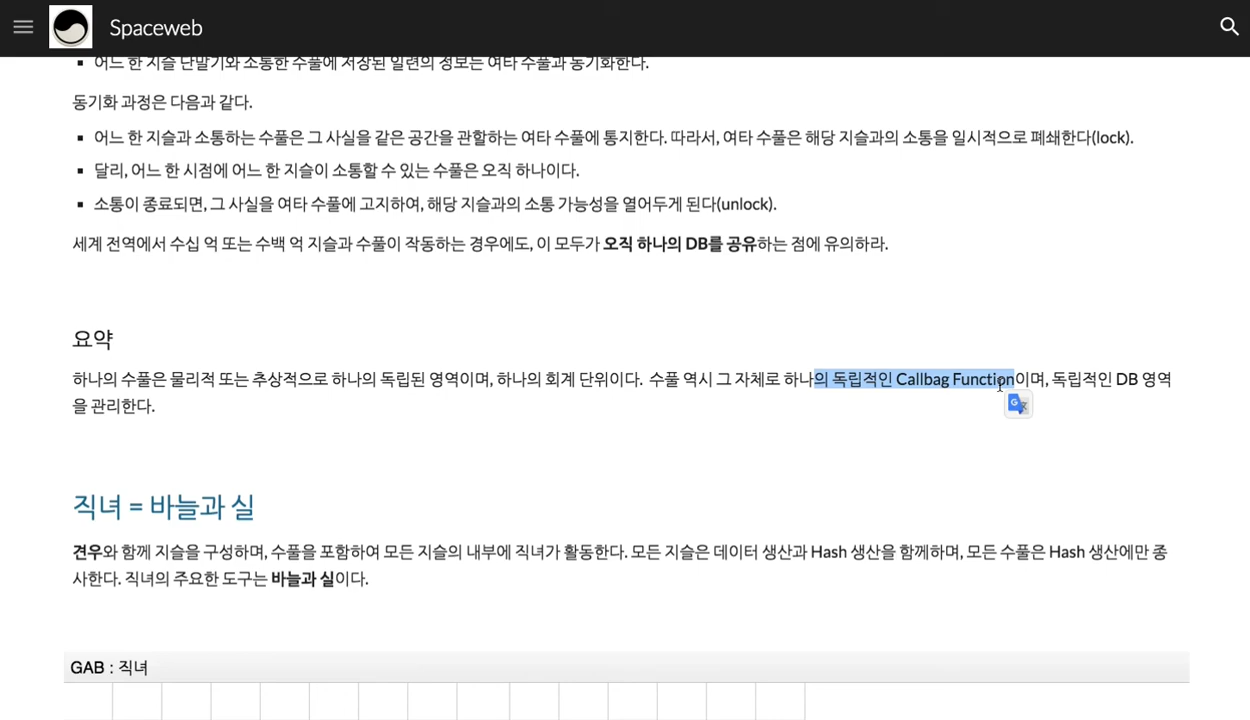 Spaceweb
어느 한 지슬 단말기와 소통한 수풀에 저장된 일련의 정보는 여타 수풀과 동기화한다.
동기화 과정은 다음과 같다.
어느 한 지슬과 소통하는 수풀은 그 사실을 같은 공간을 관할하는 여타 수풀에 통지한다. 따라서, 여타 수풀은 해당 지슬과의 소통을 일시적으로 폐쇄한다(lock).
달리, 어느 한 시점에 어느 한 지슬이 소통할 수 있는 수풀은 오직 하나이다.
소통이 종료되면, 그 사실을 여타 수풀에 고지하여, 해당 지슬과의 소통 가능성을 열어두게 된다(unlock).
세계 전역에서 수십 억 또는 수백 억 지슬과 수풀이 작동하는 경우에도, 이 모두가 오직 하나의 DB를 공유하는 점에 유의하라.
요약
하나의 수풀은 물리적 또는 추상적으로 하나의 독립된 영역이며, 하나의 회계 단위이다. 수풀 역시 그 자체로 하나의 독립적인 Callbag Function이며, 독립적인 DB 영역
을 관리한다.
직녀 = 바늘과 실
견우와 함께 지슬을 구성하며, 수풀을 포함하여 모든 지슬의 내부에 직녀가 활동한다. 모든 지슬은 데이터 생산과 Hash 생산을 함께하며, 모든 수풀은 Hash 생산에만 종
사한다. 직녀의 주요한 도구는 바늘과 실이다.
GAB : 직녀